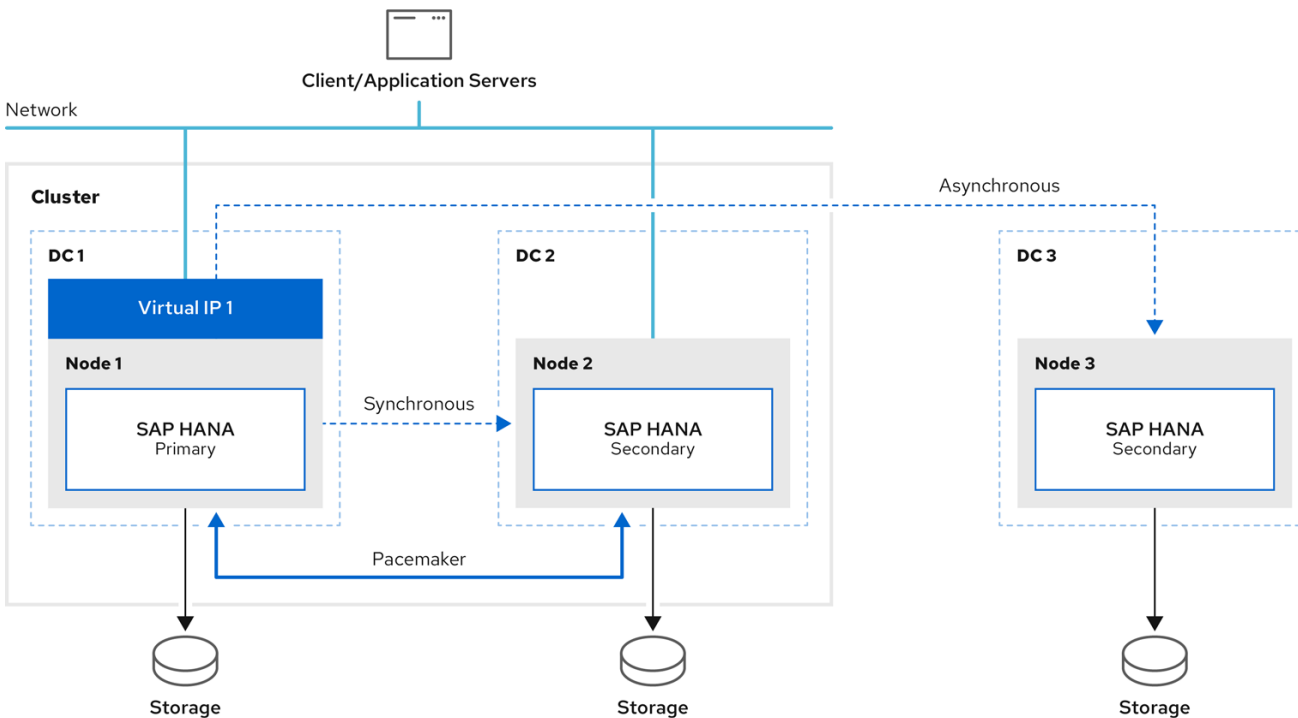 Client/Application Servers
Network
Cluster
Asynchronous
DC 1
DC 2
DC 3
Virtual IP 1
Node 1
Node 2
Node 3
SAP HANA
Primary
Synchronous
SAP HANA
Secondary
SAP HANA
Secondary
Pacemaker
Storage
Storage
Storage